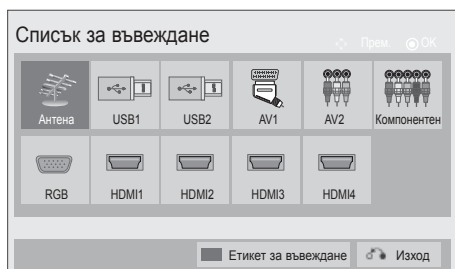 Списък за въвеждане
Прем. OK
Антена USB1 USB2 AV1 AV2 Компонентен
RGB HDMI1 HDMI2 HDMI3 HDMI4
Етикет за въвеждане Изход